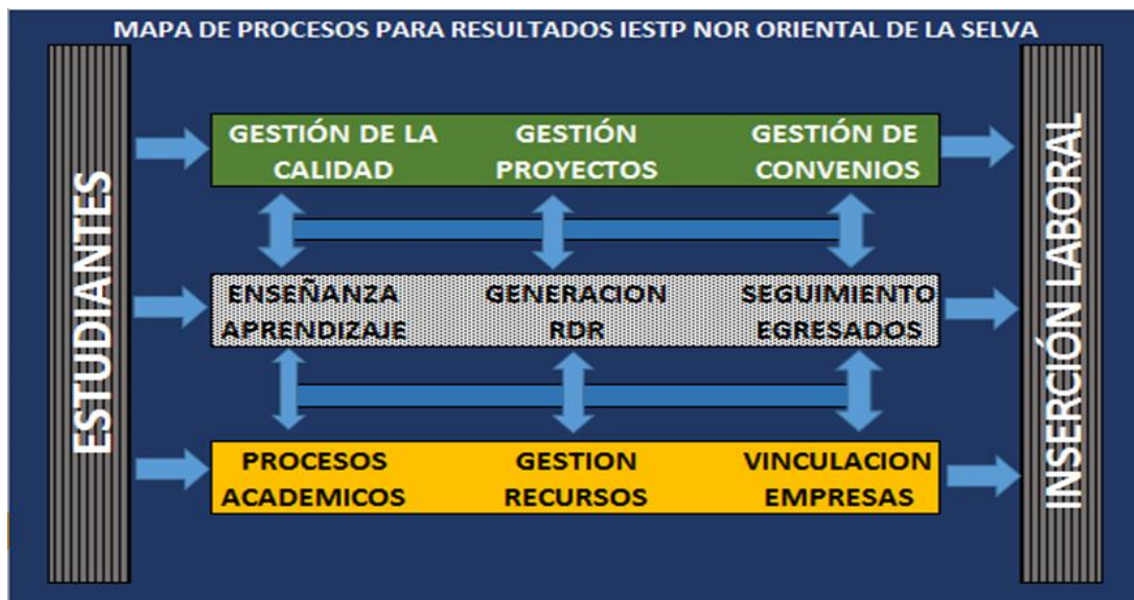 MAPA DE PROCESOS PARA RESULTADOS IESTP NOR ORIENTAL DE LA SELVA
ESTUDIANTES
GESTIÓN DE LA
CALIDAD
GESTIÓN
PROYECTOS
GESTIÓN DE
CONVENIOS
ENSEÑANZA
APRENDIZAJE
GENERACION
RDR
SEGUIMIENTO
EGRESADOS
PROCESOS
ACADEMICOS
GESTION
RECURSOS
VINCULACION
EMPRESAS
INSERCIÓN LABORAL